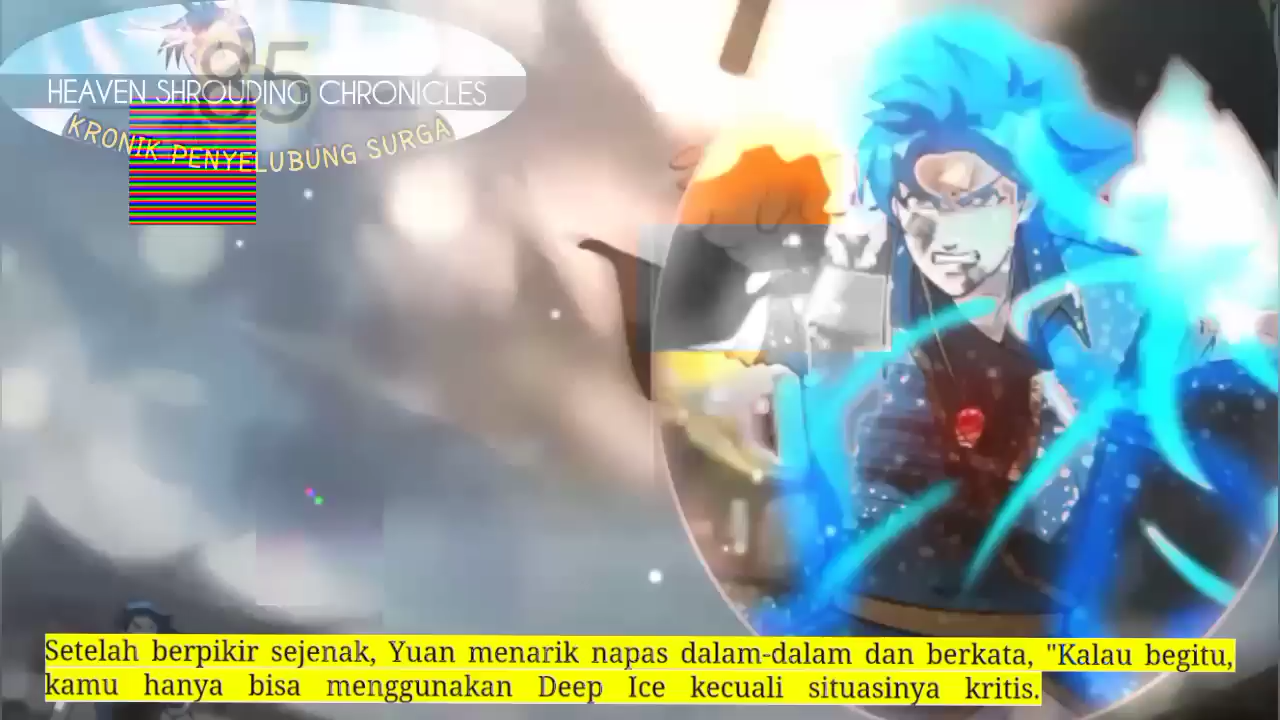 85
HEAVEN SHROUDING CHRONICLES
KRONIK PENYELUBUNG SURGA
Setelah berpikir sejenak, Yuan menarik napas dalam-dalam dan berkata, "Kalau begitu,
kamu hanya bisa menggunakan Deep Ice kecuali situasinya kritis.